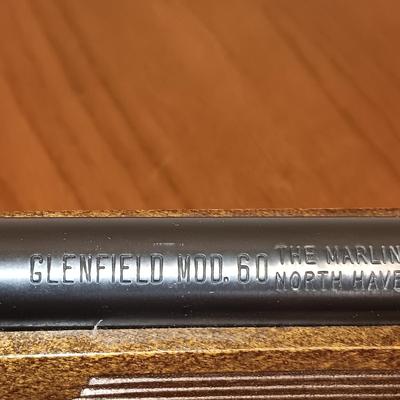 GLENFIELD MOD. 60
THE MARLIN
NORTH HAVE